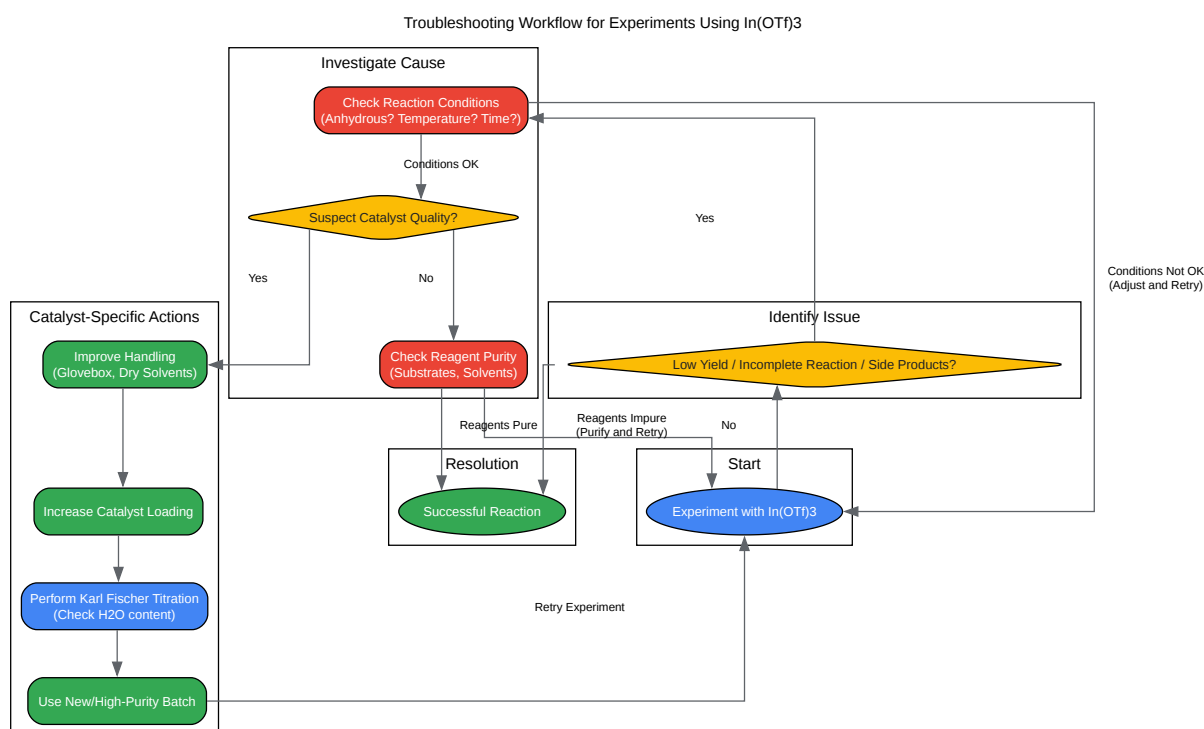 Troubleshooting Workflow for Experiments Using In(OTf)3
Investigate Cause
Check Reaction Conditions
(Anhydrous? Temperature? Time?)
Conditions OK
Suspect Catalyst Quality?
Yes
Yes
No
Conditions Not OK
(Adjust and Retry)
Catalyst-Specific Actions
Identify Issue
Improve Handling
(Glovebox, Dry Solvents)
Check Reagent Purity
(Substrates, Solvents)
Low Yield / Incomplete Reaction / Side Products?
Reagents Pure
Reagents Impure
(Purify and Retry)
No
Resolution
Start
Increase Catalyst Loading
Successful Reaction
Experiment with In(OTf)3
Perform Karl Fischer Titration
(Check H2O content)
Retry Experiment
Use New/High-Purity Batch